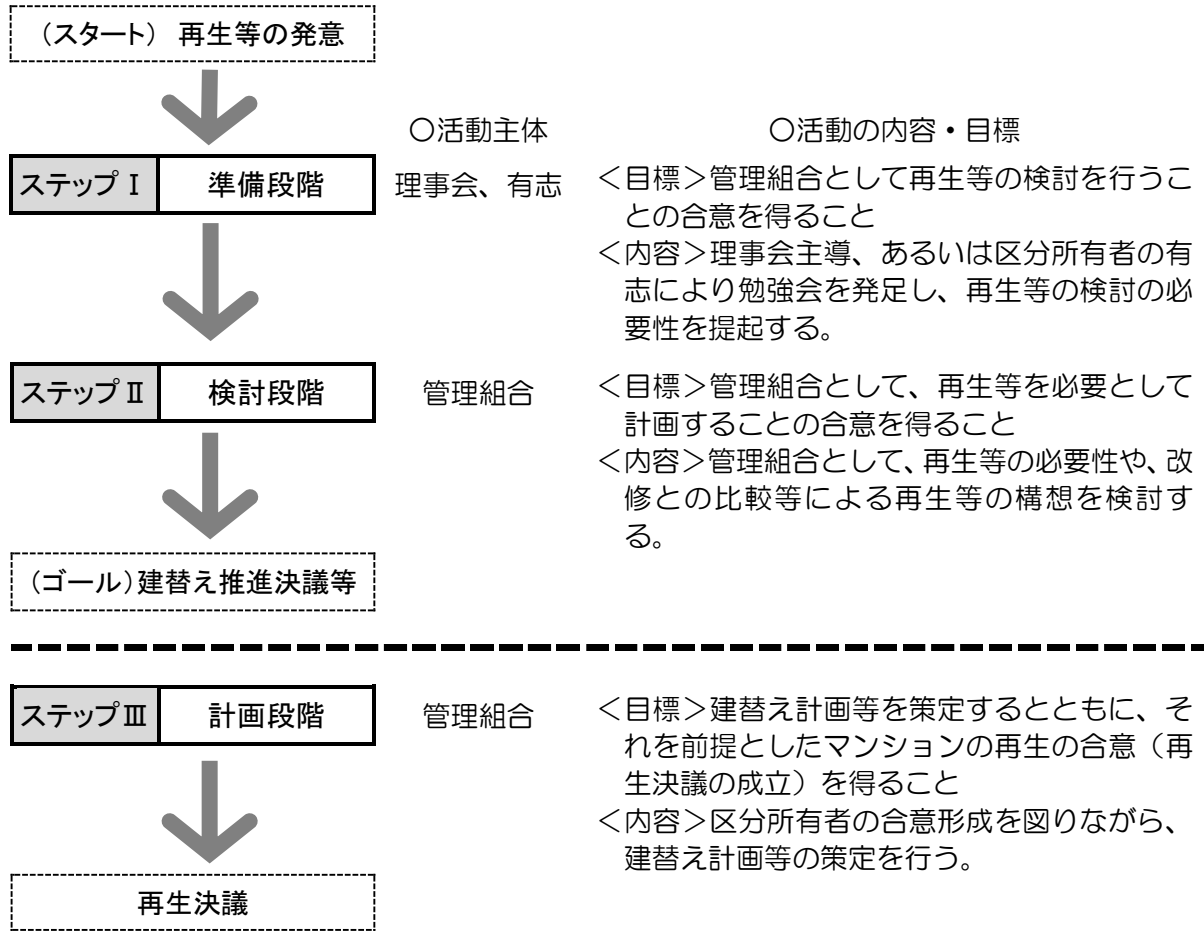 （スタート） 再生等の発意
〇活動主体
〇活動の内容・目標
ステップⅠ
準備段階
理事会、有志
＜目標＞管理組合として再生等の検討を行うこ
との合意を得ること
＜内容＞理事会主導、あるいは区分所有者の有
志により勉強会を発足し、再生等の検討の必
要性を提起する。
ステップⅡ
検討段階
管理組合
＜目標＞管理組合として、再生等を必要として
計画することの合意を得ること
＜内容＞管理組合として、再生等の必要性や、改
修との比較等による再生等の構想を検討す
る。
（ゴール）建替え推進決議等
ステップⅢ
計画段階
管理組合
＜目標＞建替え計画等を策定するとともに、そ
れを前提としたマンションの再生の合意（再
生決議の成立）を得ること
＜内容＞区分所有者の合意形成を図りながら、
建替え計画等の策定を行う。
再生決議